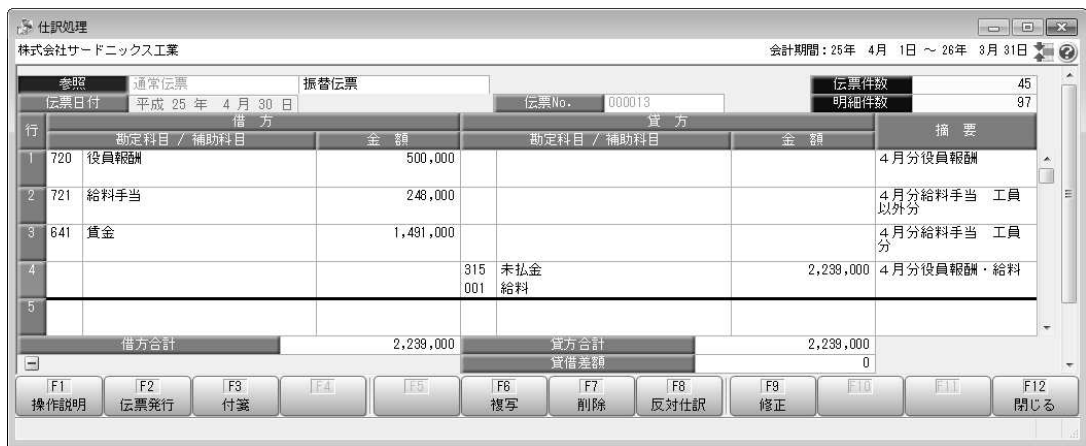 仕訳処理
株式会社サードニックス工業 会計期間：25年 4月 1日 ～ 26年 3月 31日
参照 通常伝票 振替伝票 伝票件数 45
伝票日付 平成 25 年 4 月 30 日 伝票No. 000013 明細件数 97
行 借 方 貸 方 摘 要
勘定科目 / 補助科目 金 額 勘定科目 / 補助科目 金 額
1 720 役員報酬 500,000 4月分役員報酬
2 721 給料手当 248,000 4月分給料手当 工員
以外分
3 641 賃金 1,491,000 4月分給料手当 工員
分
4 315 未払金 2,239,000 4月分役員報酬・給料
001 給料
5
借方合計 2,239,000 貸方合計 2,239,000
貸借差額 0
F1 F2 F3 F4 F5 F6 F7 F8 F9 F10 F11 F12
操作説明 伝票発行 付箋 複写 削除 反対仕訳 修正 閉じる